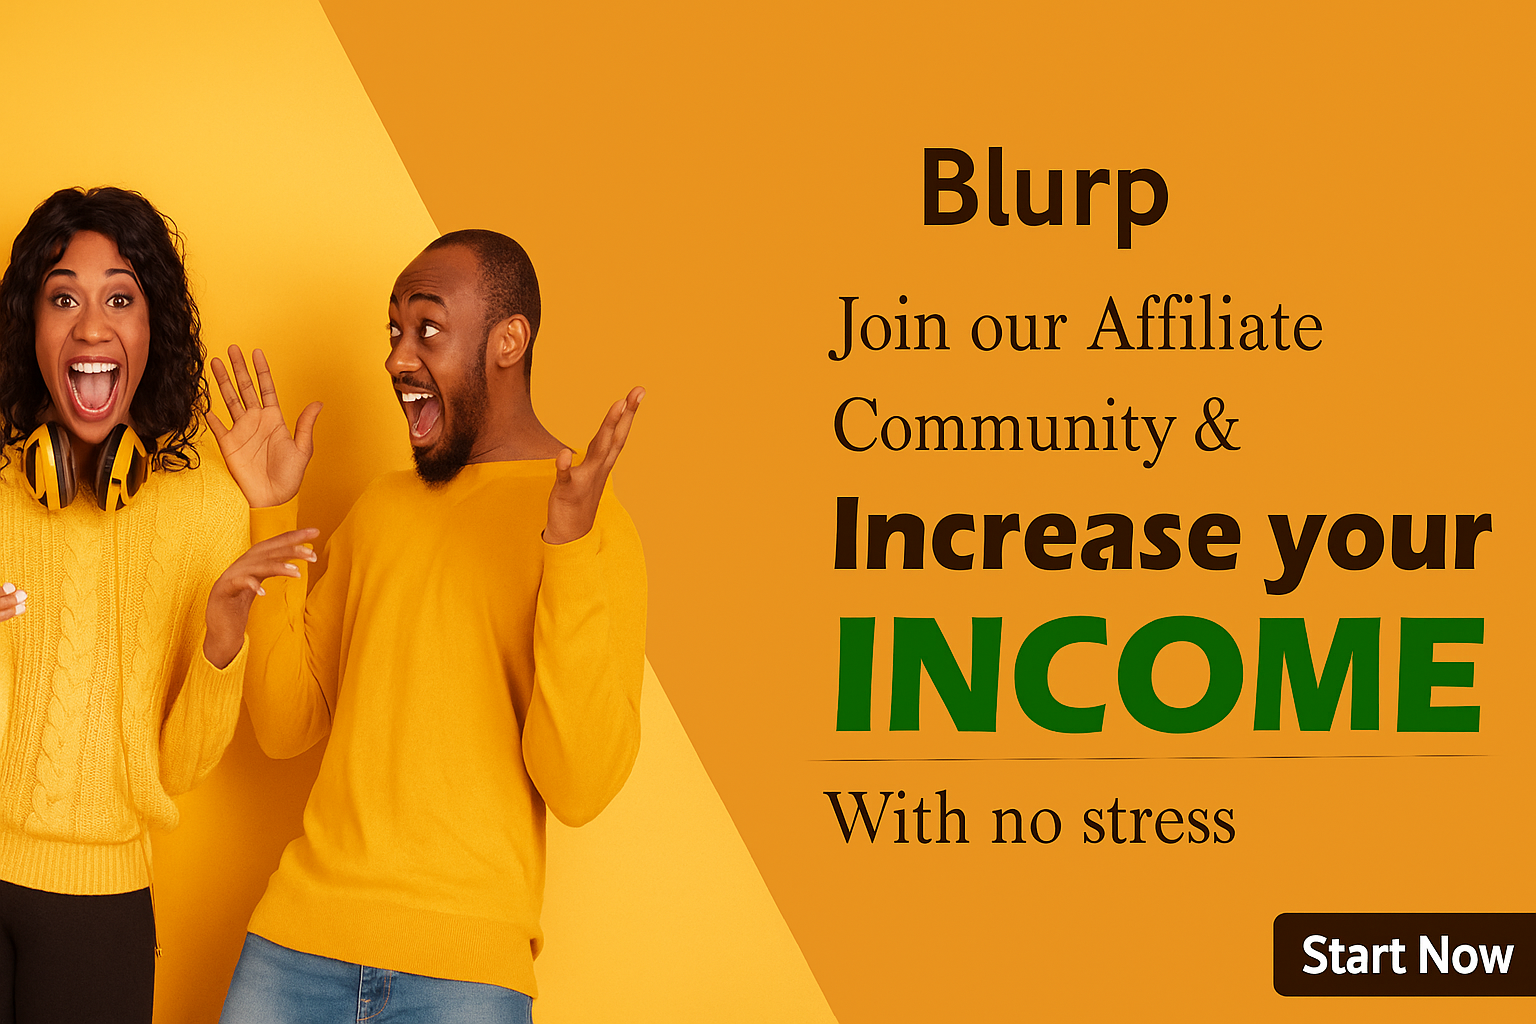 Blurp
Join our Affiliate
Community &
Increase your
INCOME
With no stress
Start Now